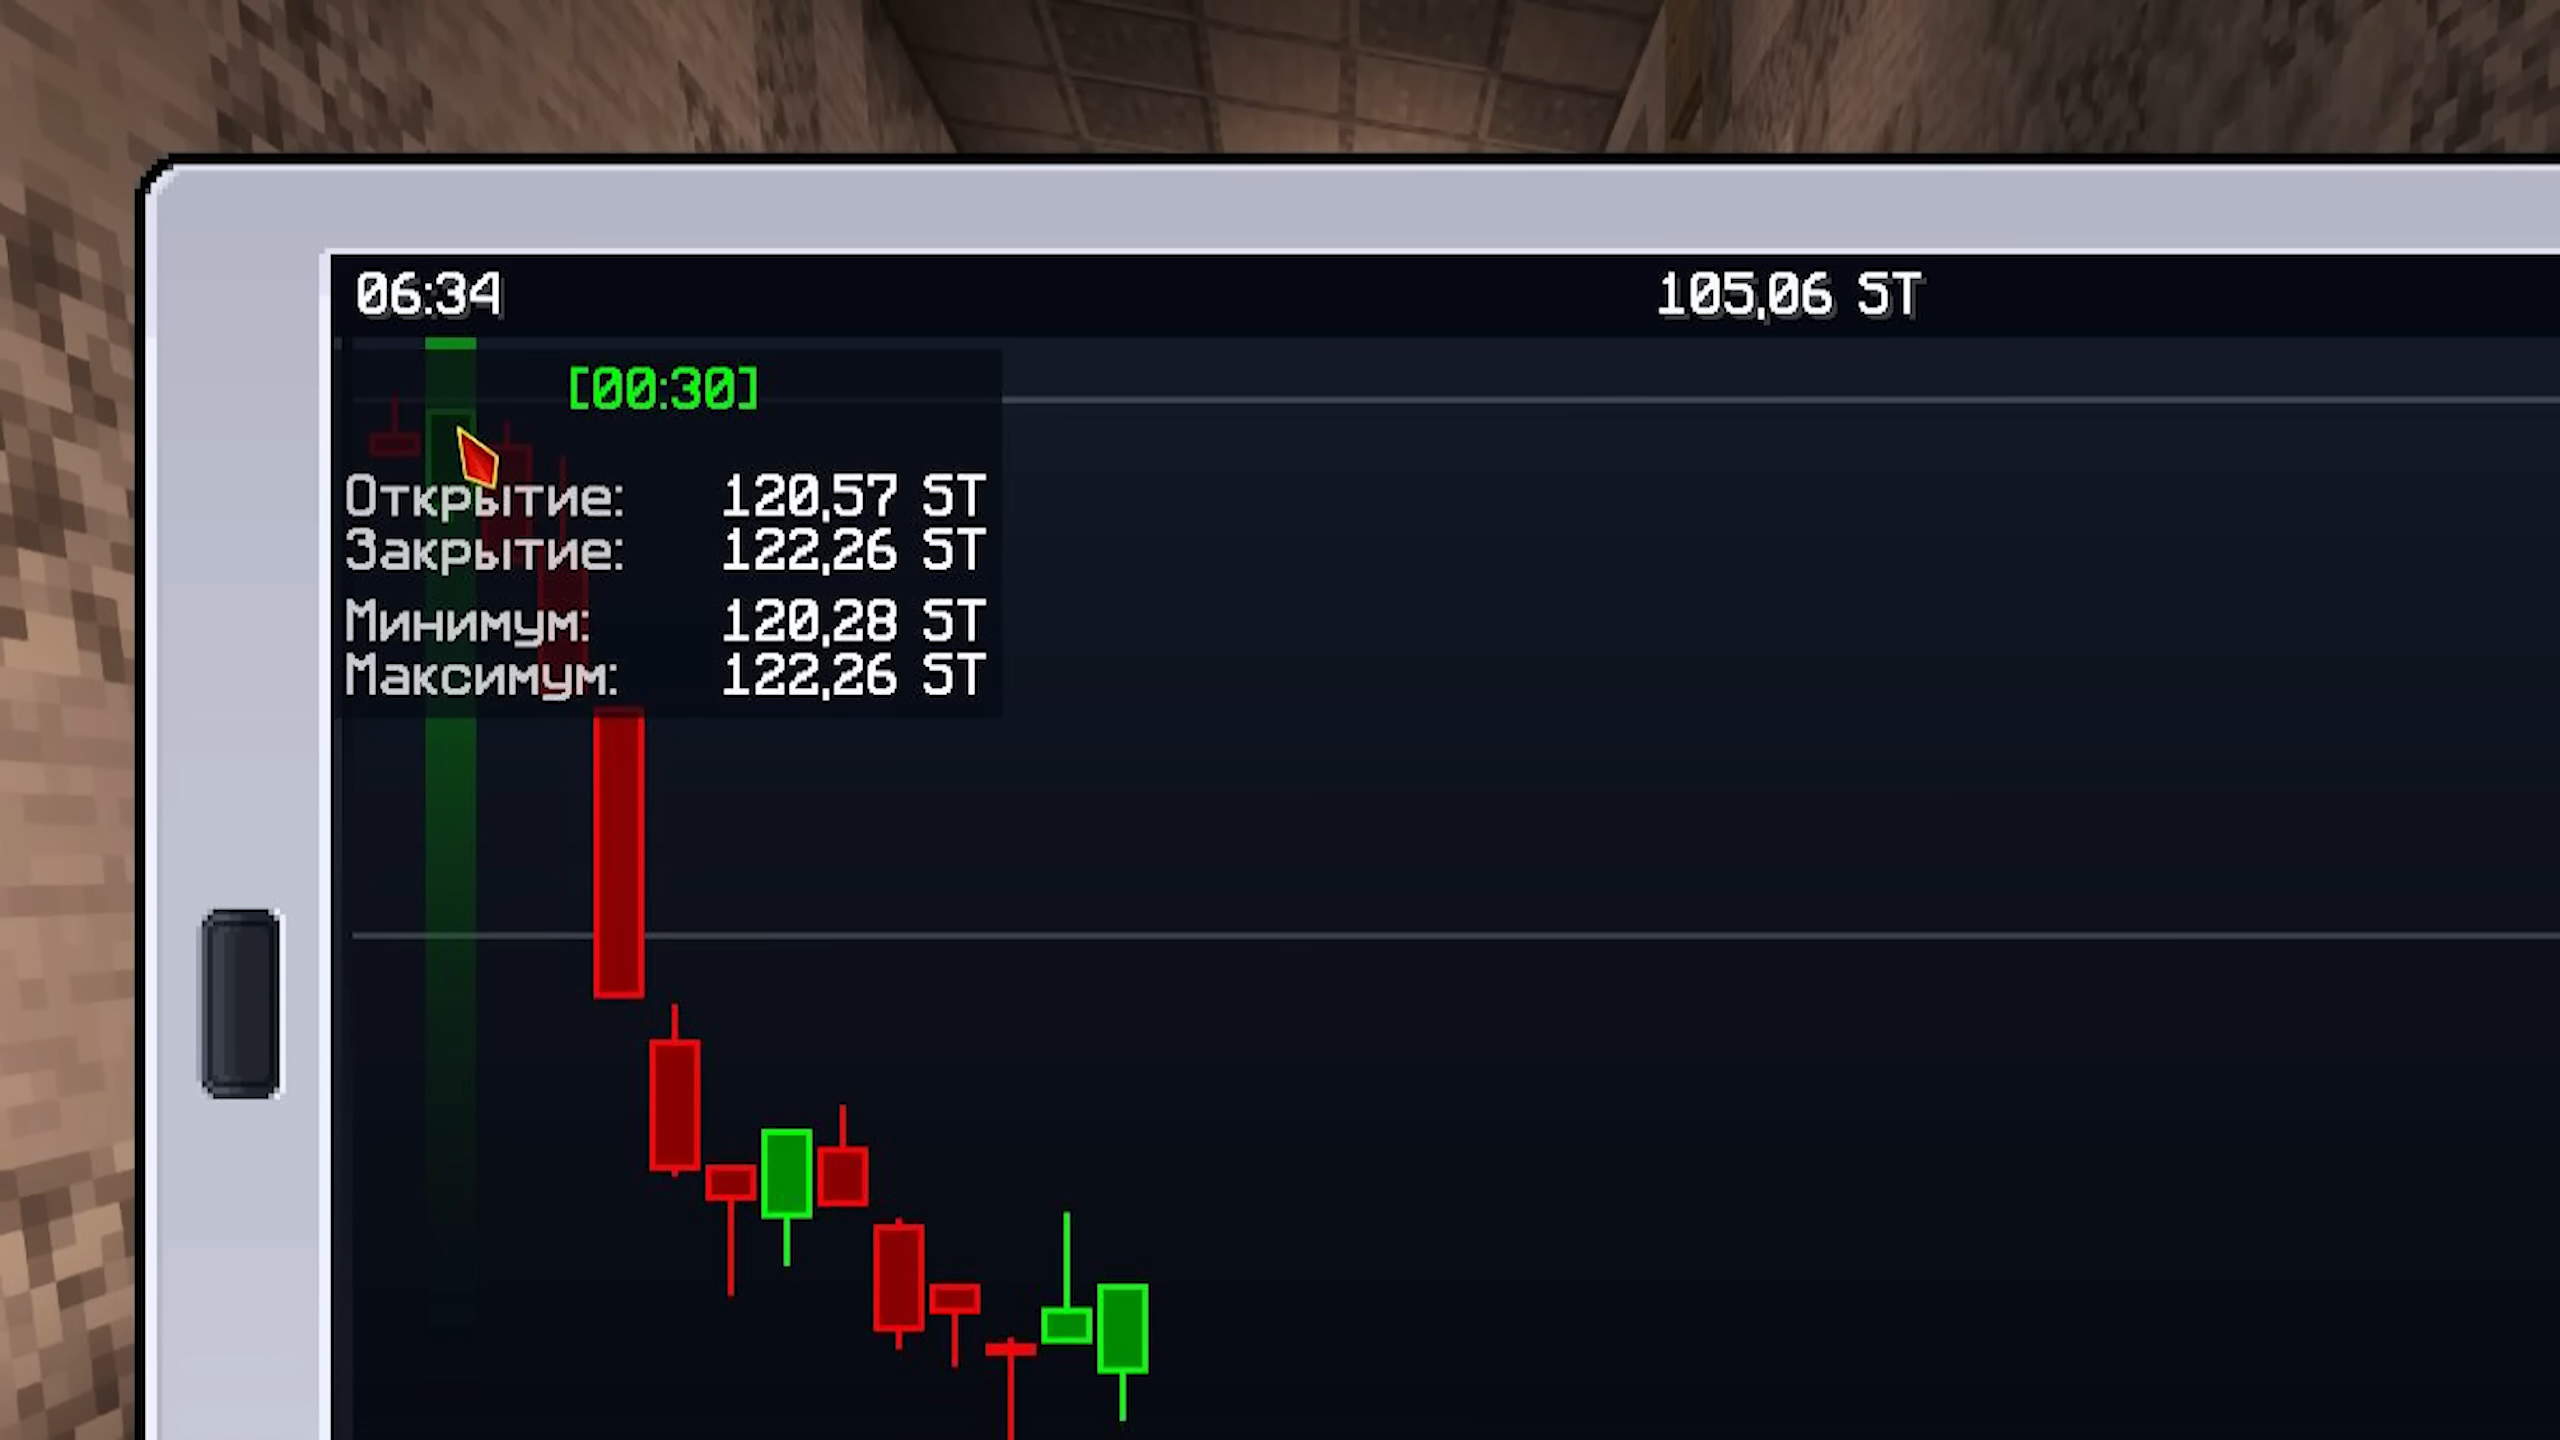 06:34
105,06 ST
[00:30]
Открытие: 120,57 ST
Закрытие: 122,26 ST
Минимум: 120,28 ST
Максимум: 122,26 ST